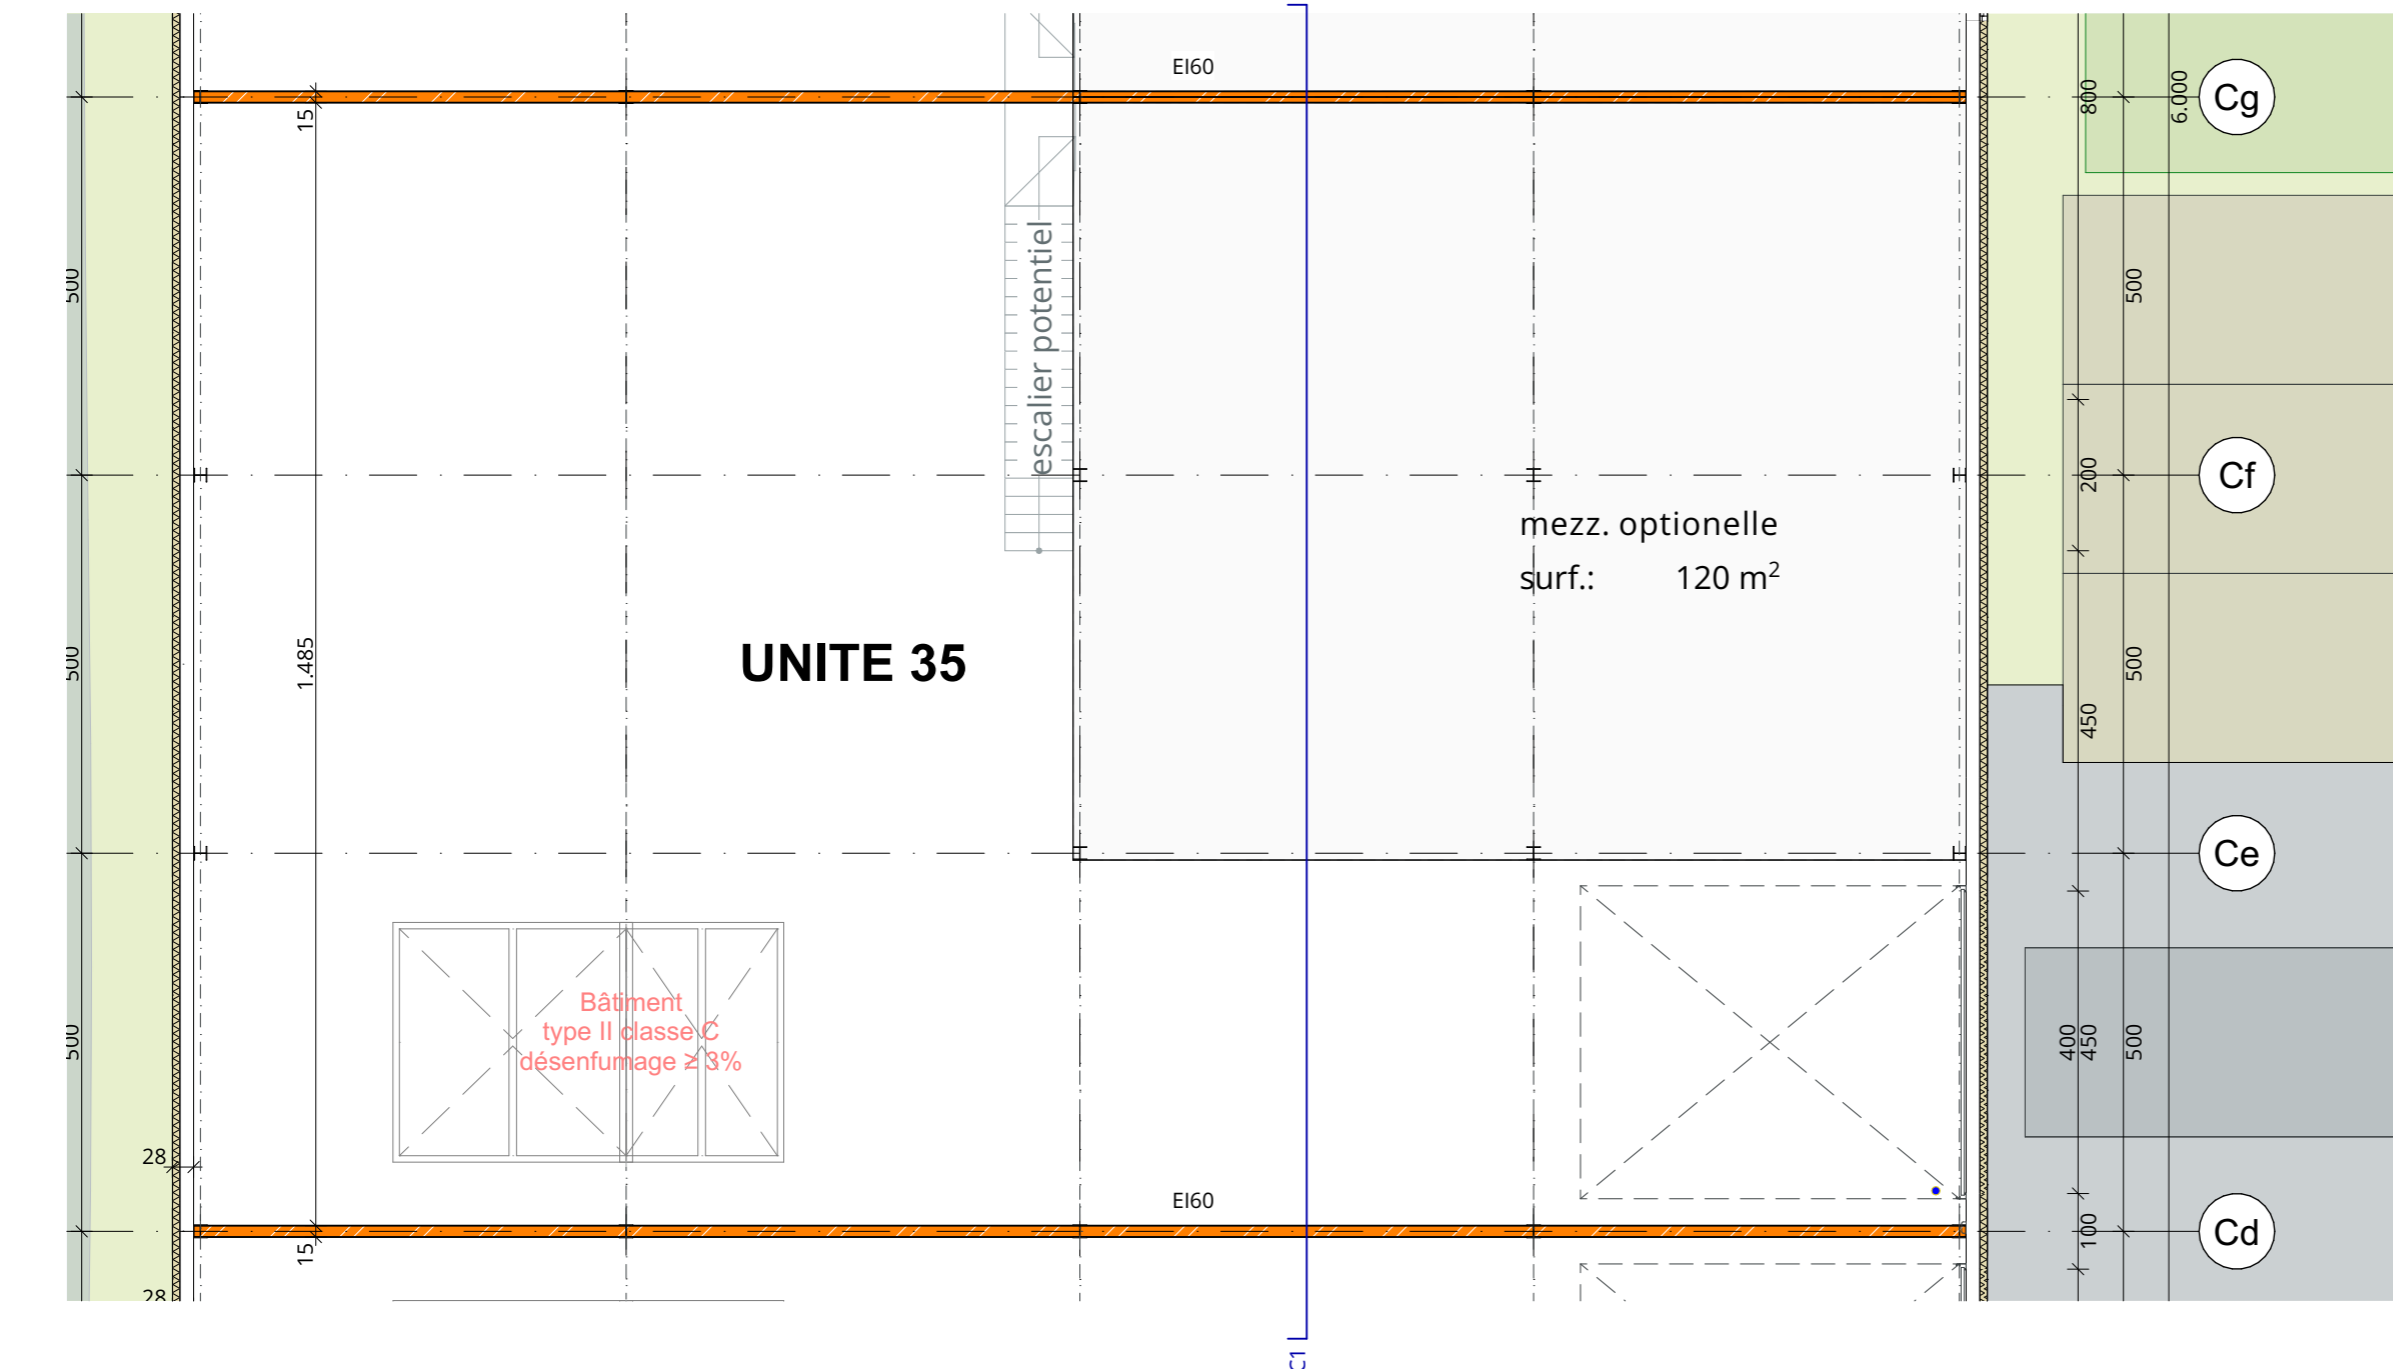 EI60
15
800
6.000
Cg
500
500
escalier potentiel
200
Cf
mezz. optionelle
surf.: 120 m²
UNITE 35
1.485
500
500
450
Ce
Bâtiment
type II classe C
désenfumage ≥ 3%
500
400
450
500
28
EI60
15
100
Cd
28
C1